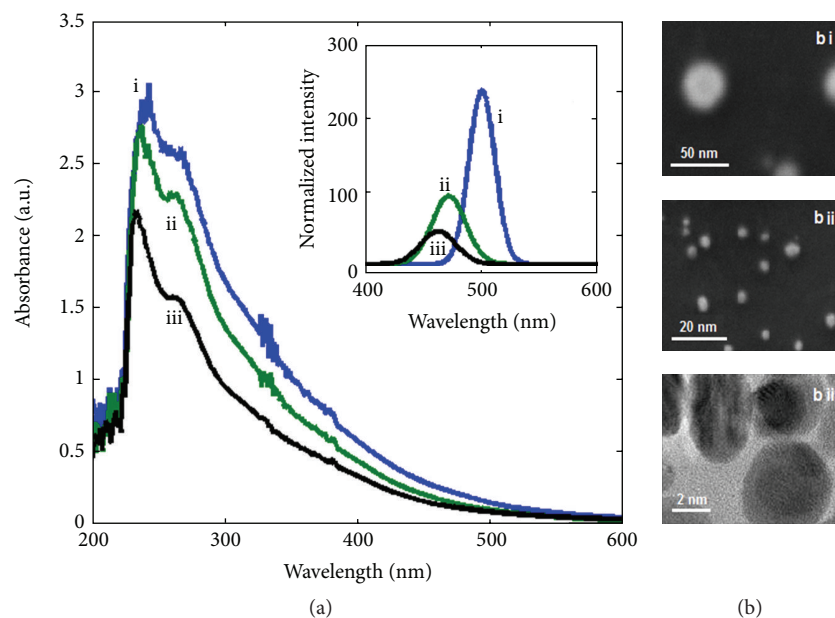 3.5
3
2.5
2
1.5
1
0.5
0
Absorbance (a.u.)
200
300
400
500
600
Wavelength (nm)
i
ii
iii
300
200
100
0
Normalized intensity
400
500
600
Wavelength (nm)
i
ii
iii
(a)
b i
50 nm
b ii
20 nm
b ii
2 nm
(b)